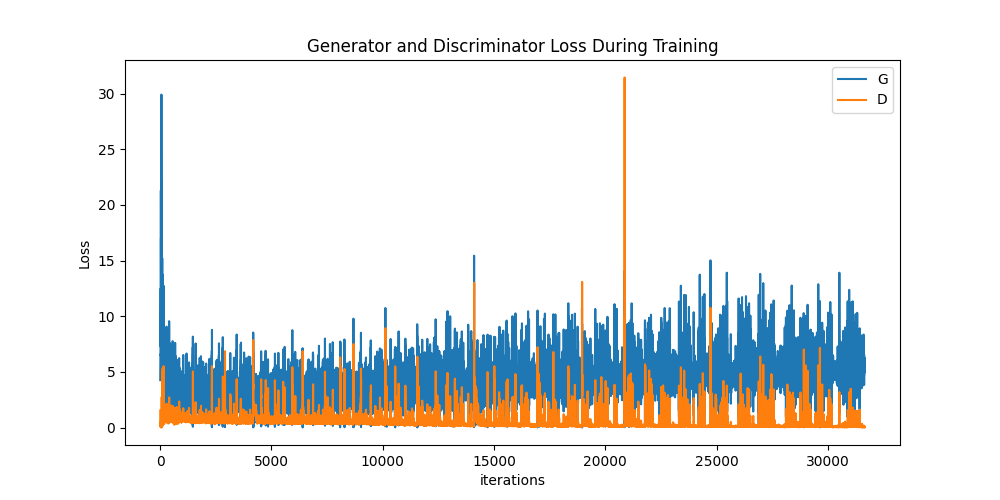 Generator and Discriminator Loss During Training
G
D
30
25
20
15
10
5
0
Loss
0 5000 10000 15000 20000 25000 30000
iterations